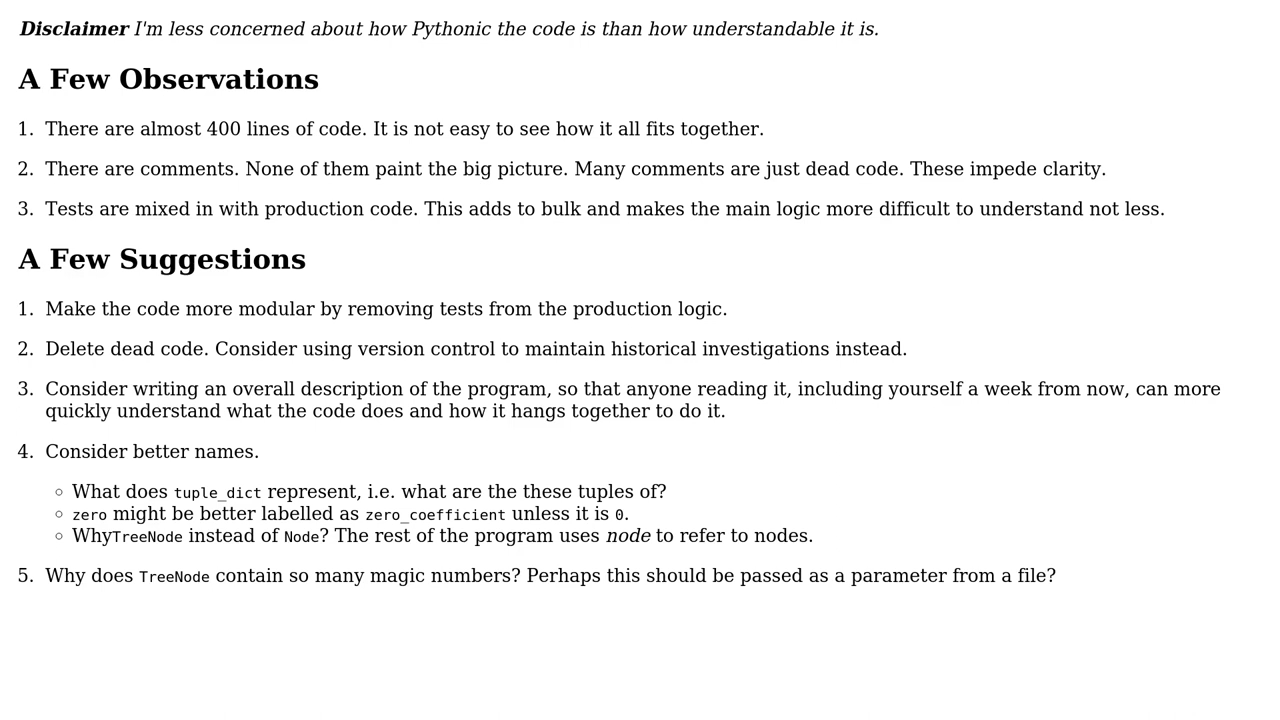 Disclaimer I'm less concerned about how Pythonic the code is than how understandable it is.
A Few Observations
1. There are almost 400 lines of code. It is not easy to see how it all fits together.
2. There are comments. None of them paint the big picture. Many comments are just dead code. These impede clarity.
3. Tests are mixed in with production code. This adds to bulk and makes the main logic more difficult to understand not less.
A Few Suggestions
1. Make the code more modular by removing tests from the production logic.
2. Delete dead code. Consider using version control to maintain historical investigations instead.
3. Consider writing an overall description of the program, so that anyone reading it, including yourself a week from now, can more
quickly understand what the code does and how it hangs together to do it.
4. Consider better names.
◦ What does tuple_dict represent, i.e. what are the these tuples of?
◦ zero might be better labelled as zero_coefficient unless it is 0.
◦ WhyTreeNode instead of Node? The rest of the program uses node to refer to nodes.
5. Why does TreeNode contain so many magic numbers? Perhaps this should be passed as a parameter from a file?